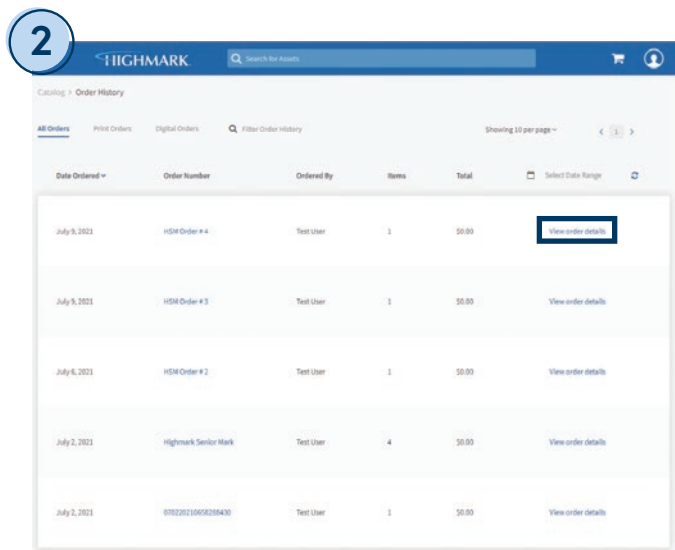 2
HIGHMARK
Search for Assets
Catalog > Order History
All Orders Print Orders Digital Orders Filter Order History Showing 10 per page < 1 >
Date Ordered Order Number Ordered By Items Total Select Date Range
July 9, 2021 HSM Order # 4 Test User 1 $0.00 View order details
July 9, 2021 HSM Order # 3 Test User 1 $0.00 View order details
July 6, 2021 HSM Order # 2 Test User 1 $0.00 View order details
July 2, 2021 Highmark Senior Mark Test User 4 $0.00 View order details
July 2, 2021 Test User 1 $0.00 View order details